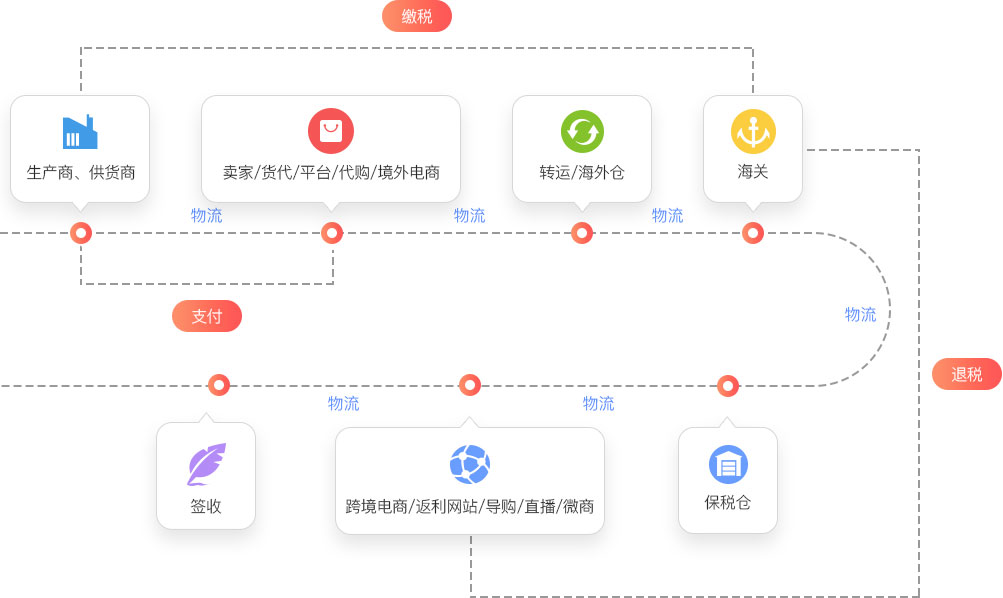 缴税
生产商、供货商
卖家/货代/平台/代购/境外电商
转运/海外仓
海关
物流
物流
物流
支付
物流
退税
物流
物流
签收
跨境电商/返利网站/导购/直播/微商
保税仓